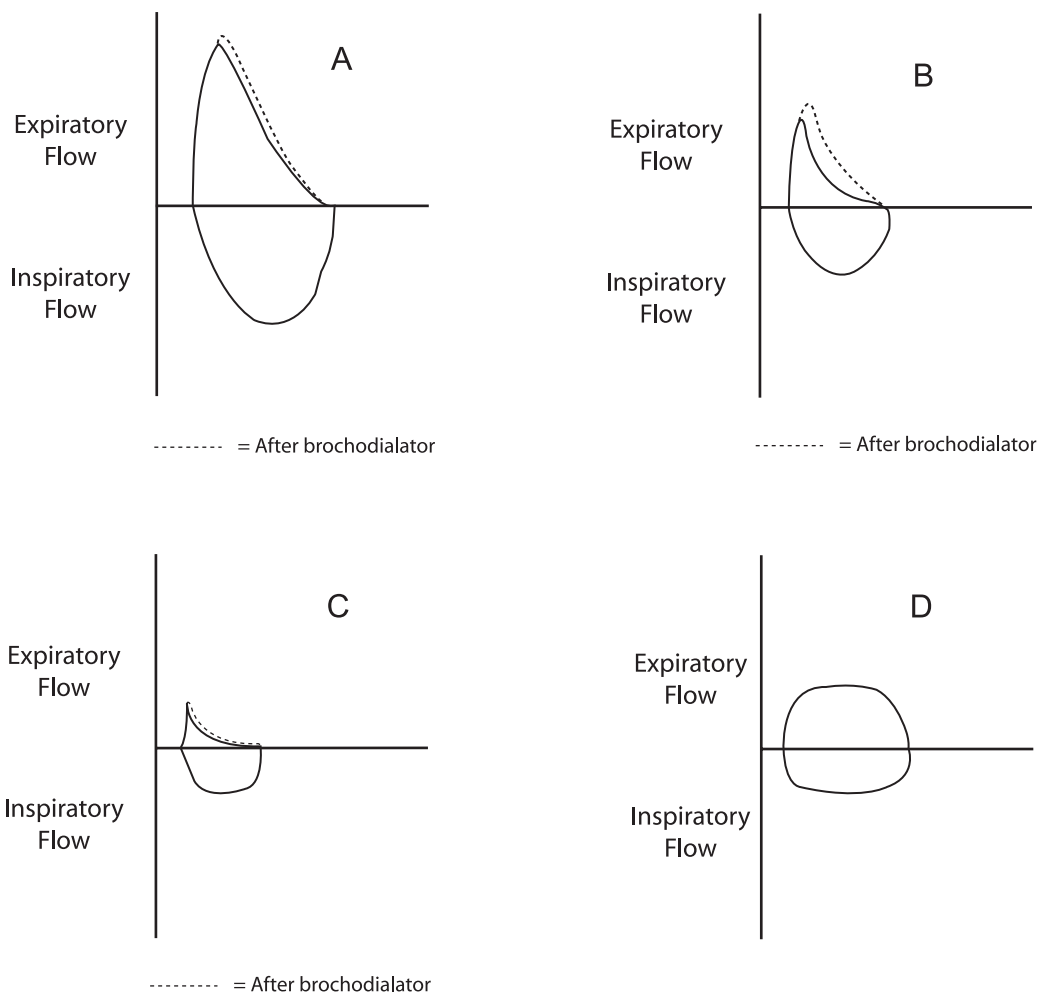 A
Expiratory
Flow
Inspiratory
Flow
= After brochodialator
B
Expiratory
Flow
Inspiratory
Flow
= After brochodialator
C
Expiratory
Flow
Inspiratory
Flow
= After brochodialator
D
Expiratory
Flow
Inspiratory
Flow